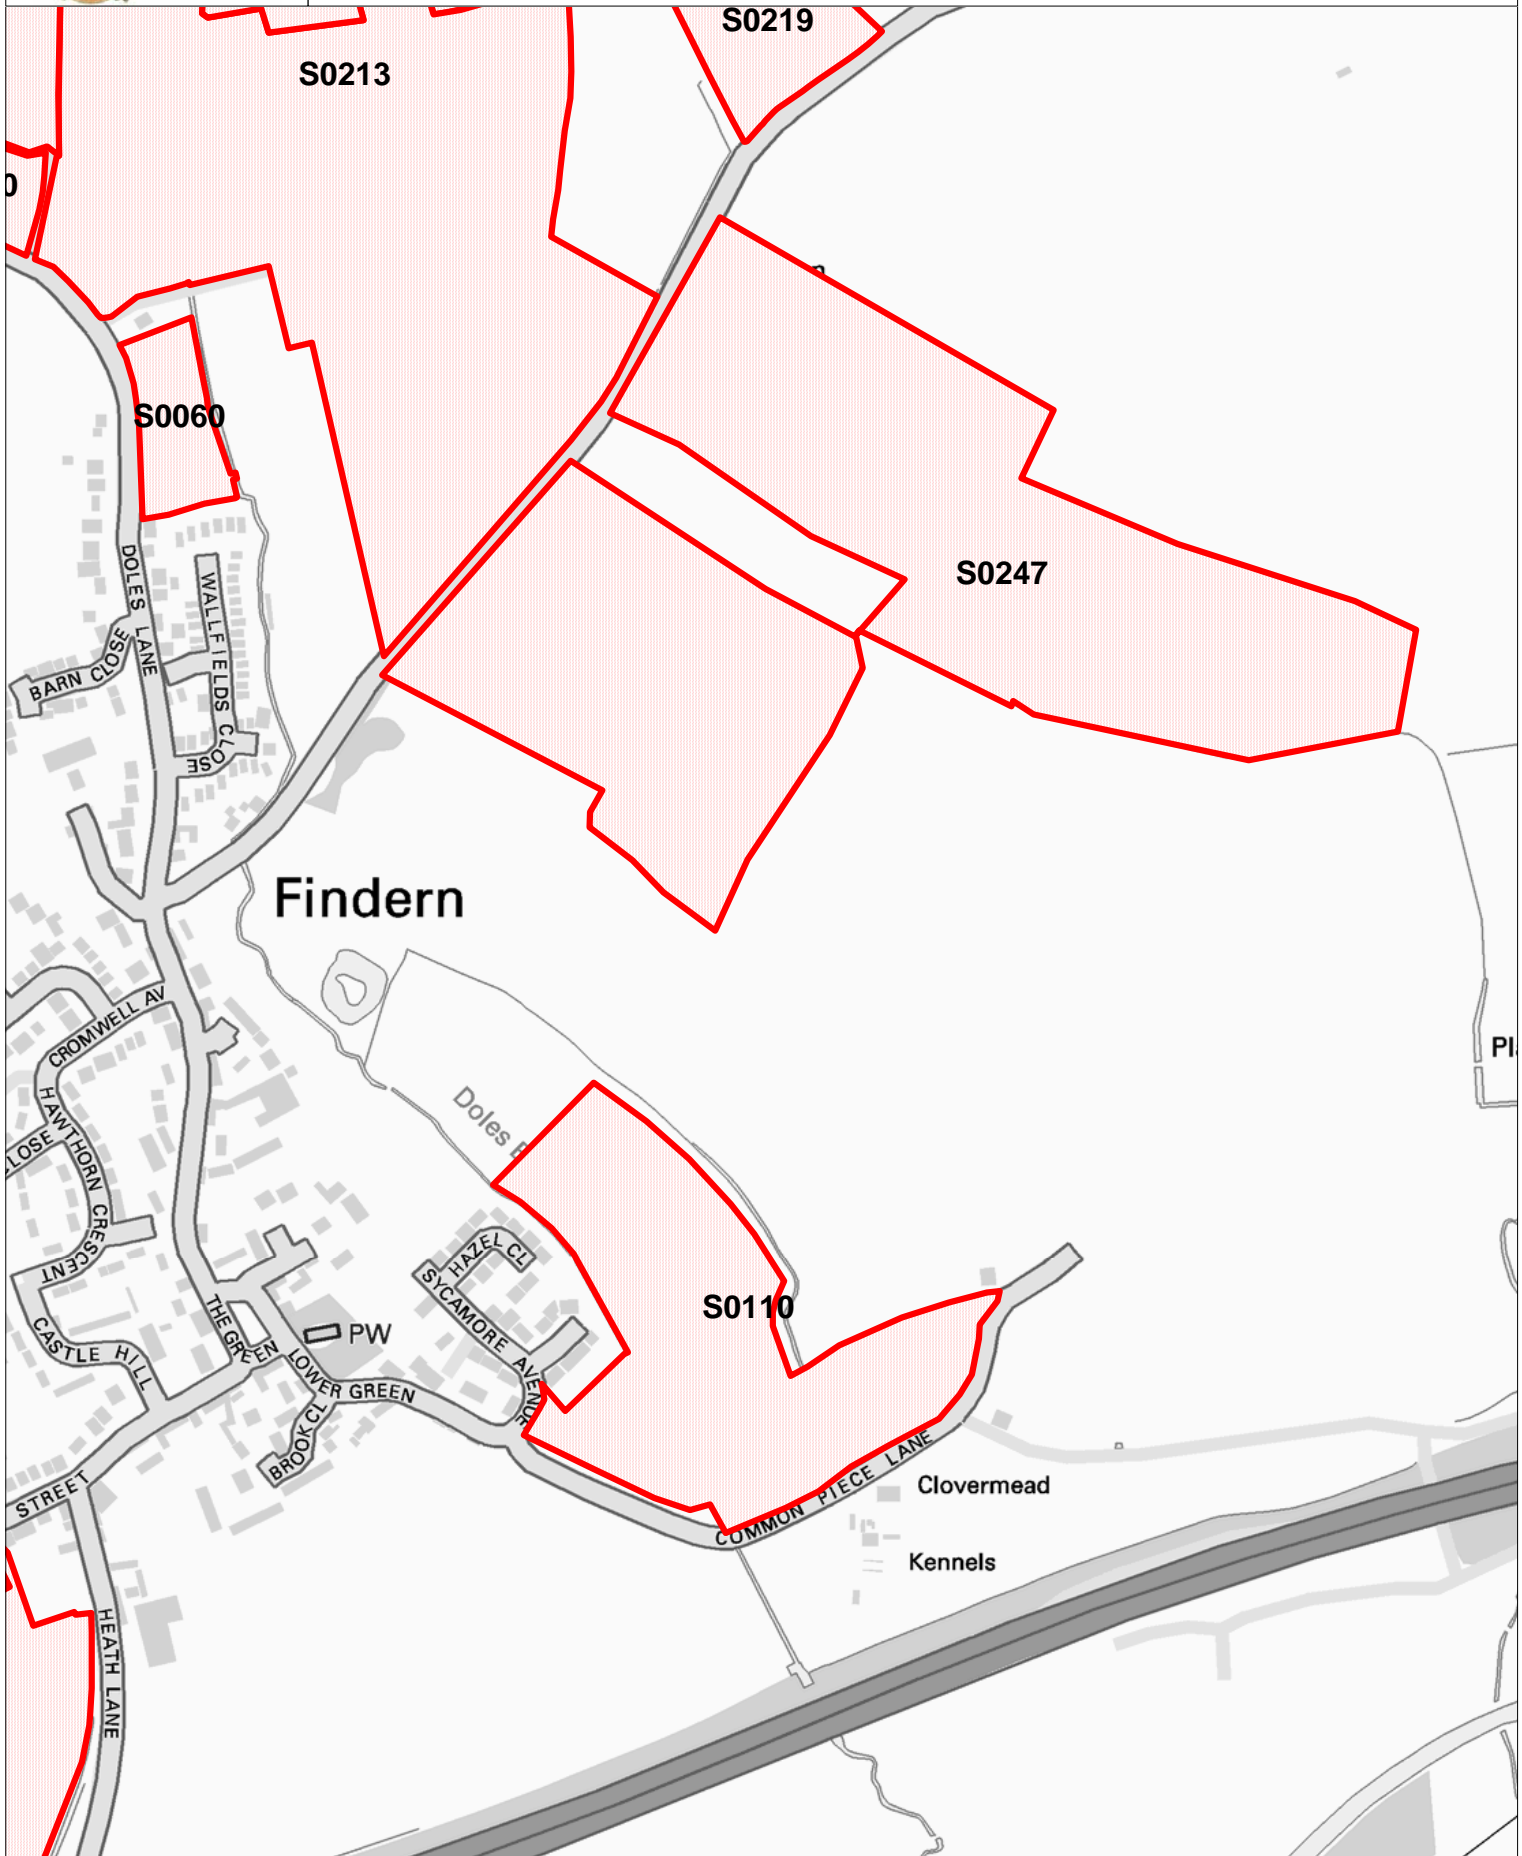 S0219
S0213
0
S0060
S0247
DOLES LANE
WALLFIELDS CLOSE
BARN CLOSE
Findern
CROMWELL AV
Pl
HAWTHORN CRESCENT
CLOSE
Doles
HAZEL CL
SYCAMORE AVENUE
S0110
THE GREEN
PW
CASTLE HILL
LOWER GREEN
BROOK CL
STREET
COMMON PIECE LANE
Clovermead
Kennels
HEATH LANE